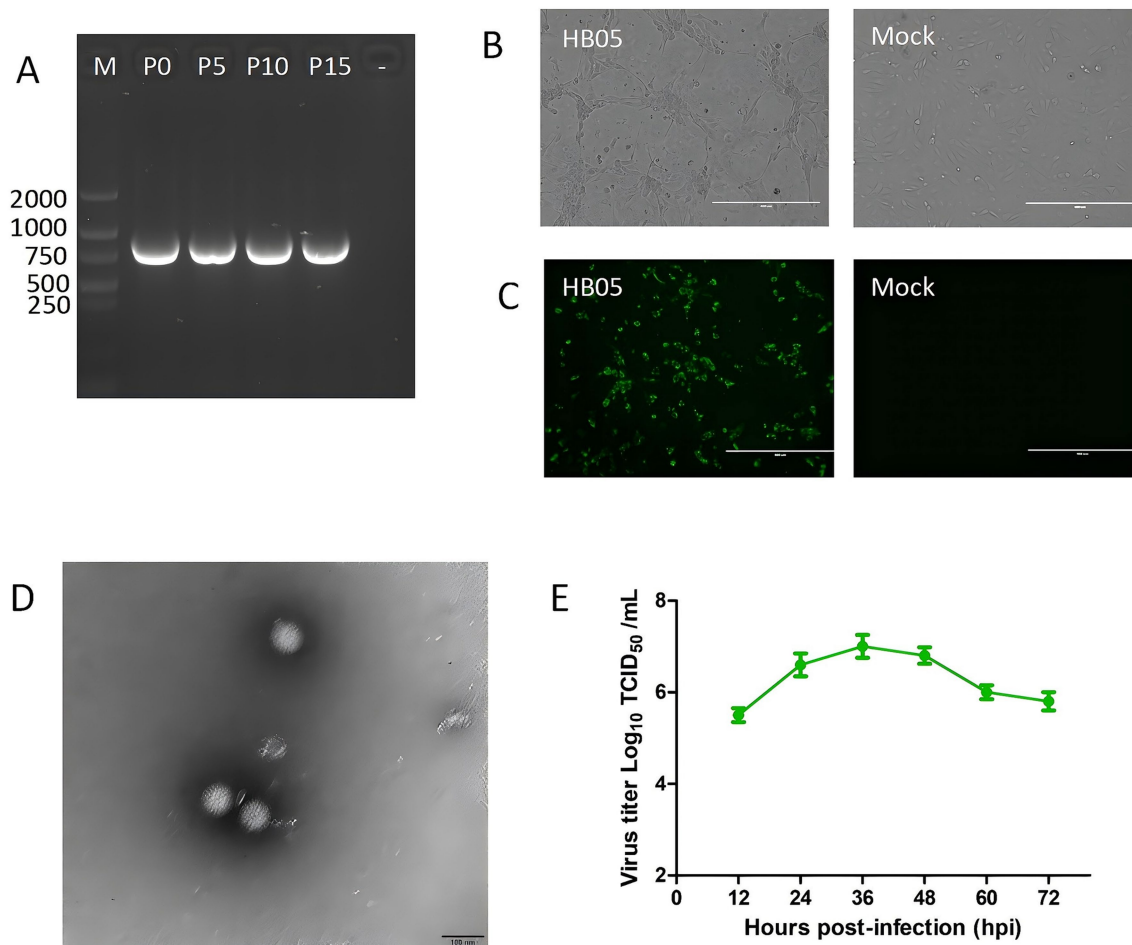 A
M P0 P5 P10 P15 -
2000
1000
750
500
250
B
HB05
Mock
C
HB05
Mock
D
100 nm
E
Virus titer Log10 TCID50 /mL
8
6
4
2
0 12 24 36 48 60 72
Hours post-infection (hpi)